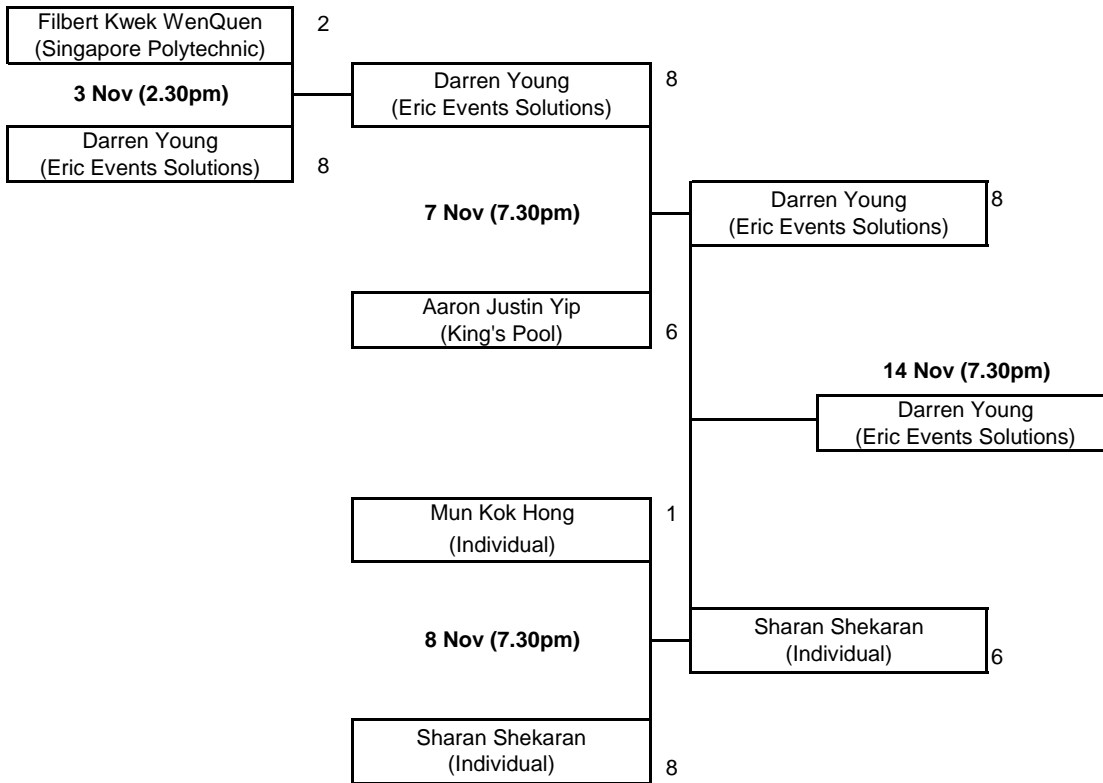 Filbert Kwek WenQuen
(Singapore Polytechnic)
2
3 Nov (2.30pm)
Darren Young
(Eric Events Solutions)
8
Darren Young
(Eric Events Solutions)
8
7 Nov (7.30pm)
Aaron Justin Yip
(King's Pool)
6
Darren Young
(Eric Events Solutions)
8
14 Nov (7.30pm)
Darren Young
(Eric Events Solutions)
Mun Kok Hong
(Individual)
1
8 Nov (7.30pm)
Sharan Shekaran
(Individual)
8
Sharan Shekaran
(Individual)
6